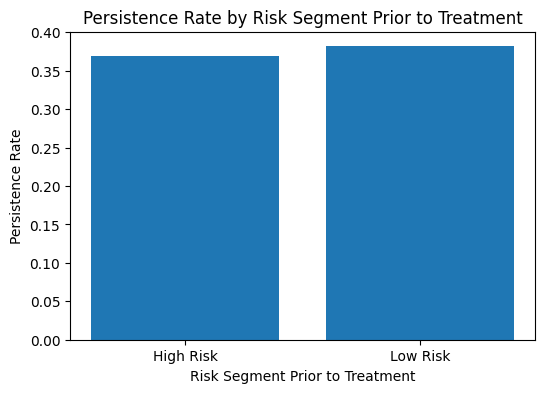 Persistence Rate by Risk Segment Prior to Treatment
Persistence Rate
0.40
0.35
0.30
0.25
0.20
0.15
0.10
0.05
0.00
High Risk
Low Risk
Risk Segment Prior to Treatment